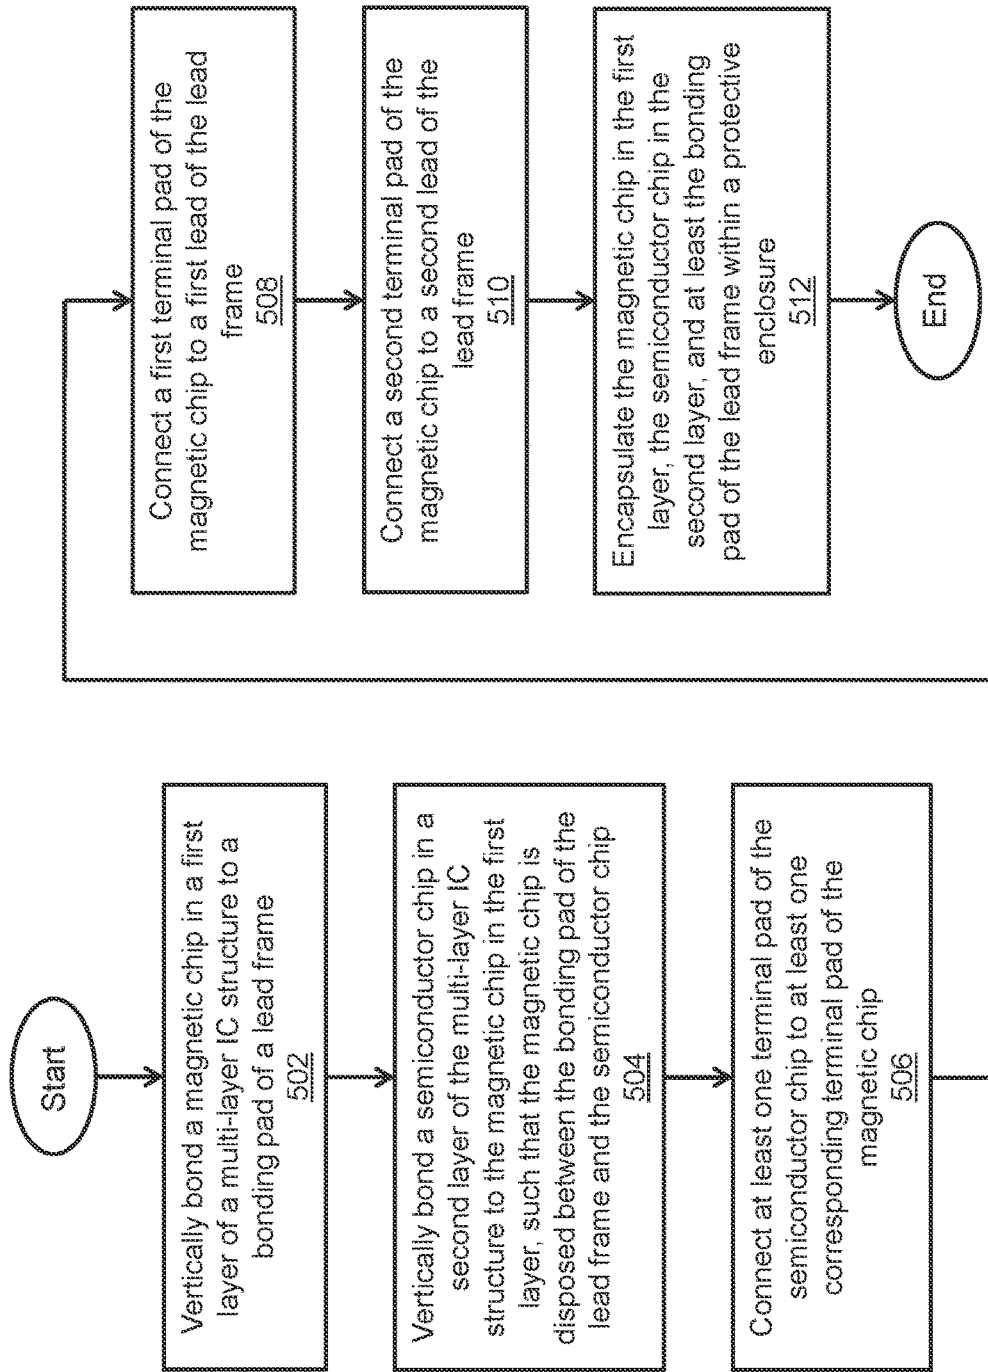 Start
Vertically bond a magnetic chip in a first
layer of a multi-layer IC structure to a
bonding pad of a lead frame
502
Vertically bond a semiconductor chip in a
second layer of the multi-layer IC
structure to the magnetic chip in the first
layer, such that the magnetic chip is
disposed between the bonding pad of the
lead frame and the semiconductor chip
504
Connect at least one terminal pad of the
semiconductor chip to at least one
corresponding terminal pad of the
magnetic chip
506
Connect a first terminal pad of the
magnetic chip to a first lead of the lead
frame
508
Connect a second terminal pad of the
magnetic chip to a second lead of the
lead frame
510
Encapsulate the magnetic chip in the first
layer, the semiconductor chip in the
second layer, and at least the bonding
pad of the lead frame within a protective
enclosure
512
End